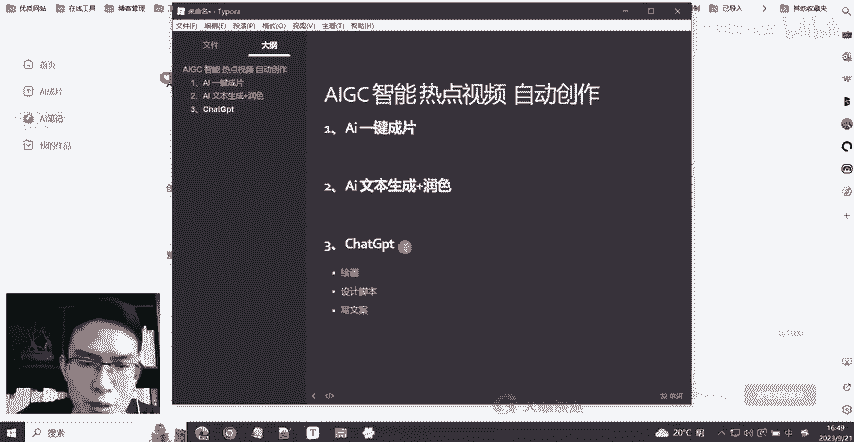 优质网站
在线工具
博客管理
已导入
其他收藏夹
未命名• - Typora
文件(F) 编辑(E) 段落(P) 格式(O) 视图(V) 主题(T) 帮助(H)
文件 大纲
AIGC 智能 热点视频 自动创作
1、AI 一键成片
2、AI 文本生成+润色
3、ChatGpt
首页
AI成片
AI笔记
我的作品
AIGC 智能 热点视频 自动创作
1、Ai 一键成片
2、Ai 文本生成+润色
3、ChatGpt
绘画
设计脚本
写文案
搜索
20°C 阴
中
16:49
2023/9/21